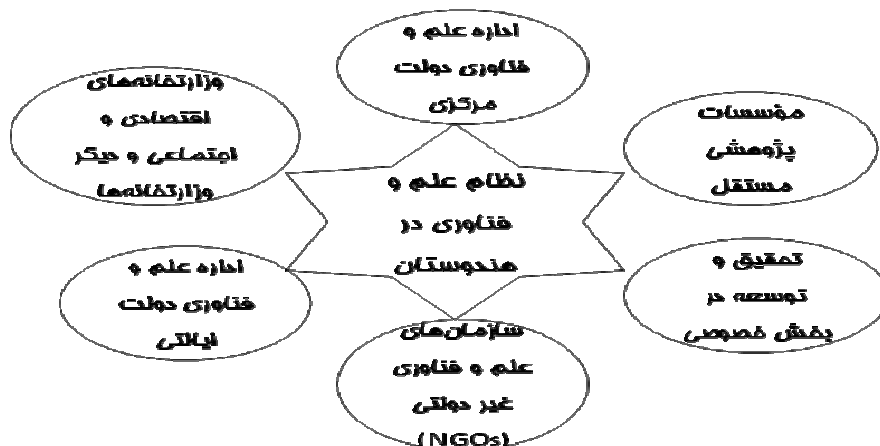 اداره علم و
فناوری دولت
مرکزی
مؤسسات
پژوهشی
مستقل
تحقیق و
توسعه در
بخش خصوصی
سازمان‌های
علم و فناوری
غیر دولتی
(NGOs)
اداره علم و
فناوری دولت
ایالتی
وزارتخانه‌های
اقتصادی و
اجتماعی و دیگر
وزارتخانه‌ها
نظام علم و
فناوری در
هندوستان